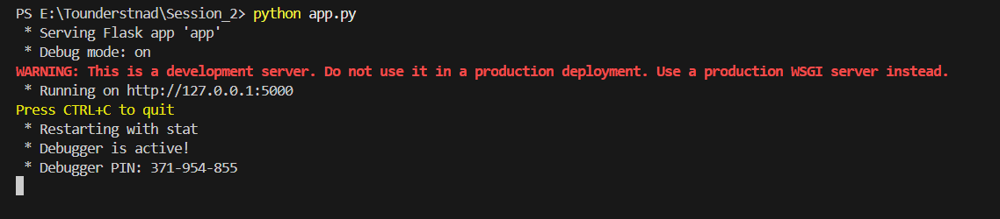 PS E:\Tounderstnad\Session_2> python app.py
 * Serving Flask app 'app'
 * Debug mode: on
WARNING: This is a development server. Do not use it in a production deployment. Use a production WSGI server instead.
 * Running on http://127.0.0.1:5000
Press CTRL+C to quit
 * Restarting with stat
 * Debugger is active!
 * Debugger PIN: 371-954-855